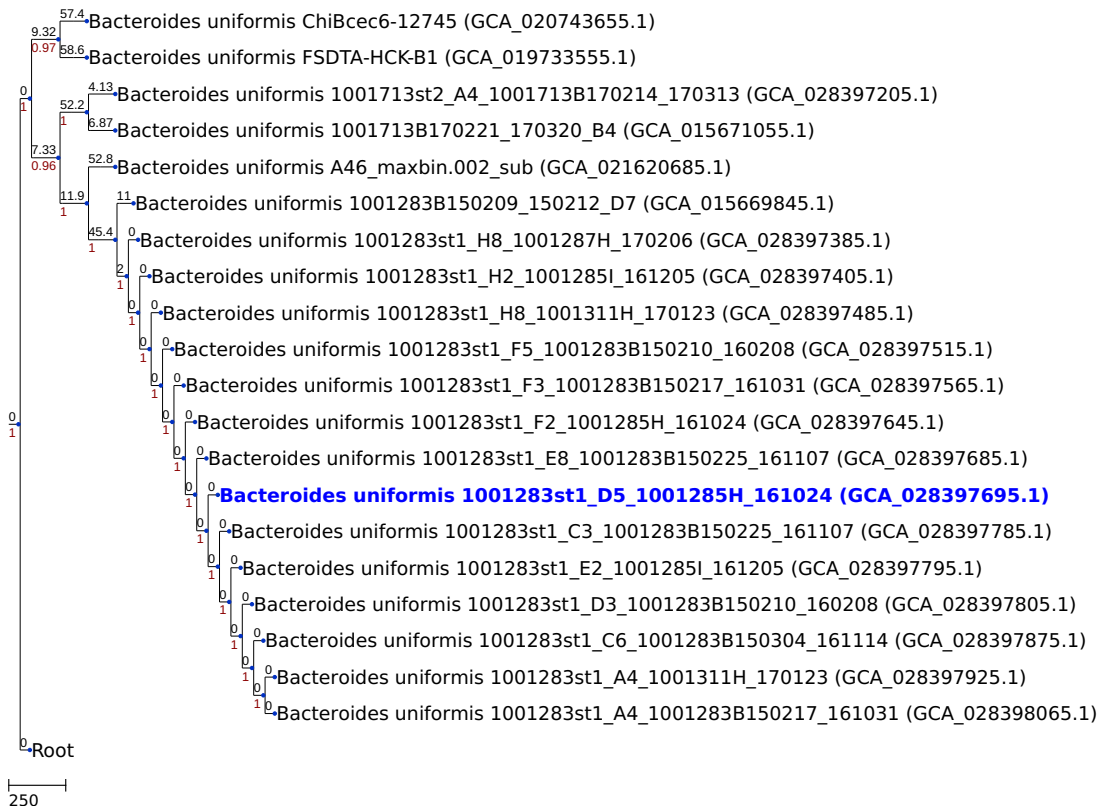 57.4
Bacteroides uniformis ChiBcec6-12745 (GCA_020743655.1)
9.32
0.97
58.6
Bacteroides uniformis FSDTA-HCK-B1 (GCA_019733555.1)
0
1
4.13
Bacteroides uniformis 1001713st2_A4_1001713B170214_170313 (GCA_028397205.1)
52.2
1
6.87
Bacteroides uniformis 1001713B170221_170320_B4 (GCA_015671055.1)
7.33
0.96
52.8
Bacteroides uniformis A46_maxbin.002_sub (GCA_021620685.1)
11.9
1
11
Bacteroides uniformis 1001283B150209_150212_D7 (GCA_015669845.1)
45.4
1
0
Bacteroides uniformis 1001283st1_H8_1001287H_170206 (GCA_028397385.1)
2
1
0
Bacteroides uniformis 1001283st1_H2_1001285I_161205 (GCA_028397405.1)
0
1
0
Bacteroides uniformis 1001283st1_H8_1001311H_170123 (GCA_028397485.1)
0
1
0
Bacteroides uniformis 1001283st1_F5_1001283B150210_160208 (GCA_028397515.1)
0
1
0
Bacteroides uniformis 1001283st1_F3_1001283B150217_161031 (GCA_028397565.1)
0
1
0
Bacteroides uniformis 1001283st1_F2_1001285H_161024 (GCA_028397645.1)
0
1
0
Bacteroides uniformis 1001283st1_E8_1001283B150225_161107 (GCA_028397685.1)
0
1
0
Bacteroides uniformis 1001283st1_D5_1001285H_161024 (GCA_028397695.1)
0
1
0
Bacteroides uniformis 1001283st1_C3_1001283B150225_161107 (GCA_028397785.1)
0
1
0
Bacteroides uniformis 1001283st1_E2_1001285I_161205 (GCA_028397795.1)
0
1
0
Bacteroides uniformis 1001283st1_D3_1001283B150210_160208 (GCA_028397805.1)
0
1
0
Bacteroides uniformis 1001283st1_C6_1001283B150304_161114 (GCA_028397875.1)
0
1
0
Bacteroides uniformis 1001283st1_A4_1001311H_170123 (GCA_028397925.1)
0
1
0
Bacteroides uniformis 1001283st1_A4_1001283B150217_161031 (GCA_028398065.1)
0
1
0
Root
250